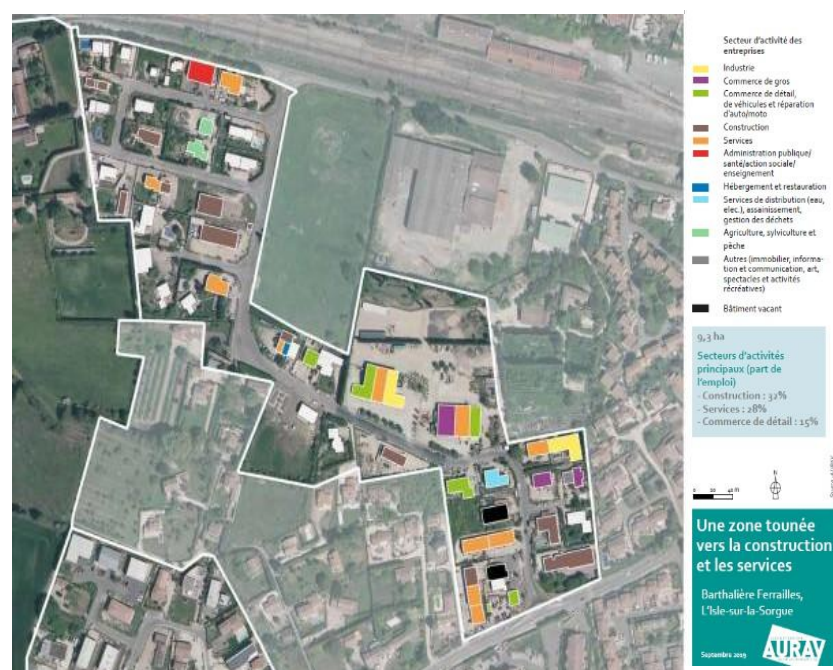 Secteur d'activité des
entreprises
Industrie
Commerce de gros
Commerce de détail,
de véhicules et réparation
d'auto/moto
Construction
Services
Administration publique/
santé/action sociale/
enseignement
Hébergement et restauration
Services de distribution (eau,
elec.), assainissement,
gestion des déchets
Agriculture, sylviculture et
pêche
Autres (immobilier, informa-
tion et communication, art,
spectacles et activités
récréatives)
Bâtiment vacant
9,3 ha
Secteurs d'activités
principaux (part de
l'emploi)
- Construction : 32%
- Services : 28%
- Commerce de détail : 15%
N
Une zone tounée
vers la construction
et les services
Barthalière Ferrailles,
L'Isle-sur-la-Sorgue
Septembre 2019
AURAV